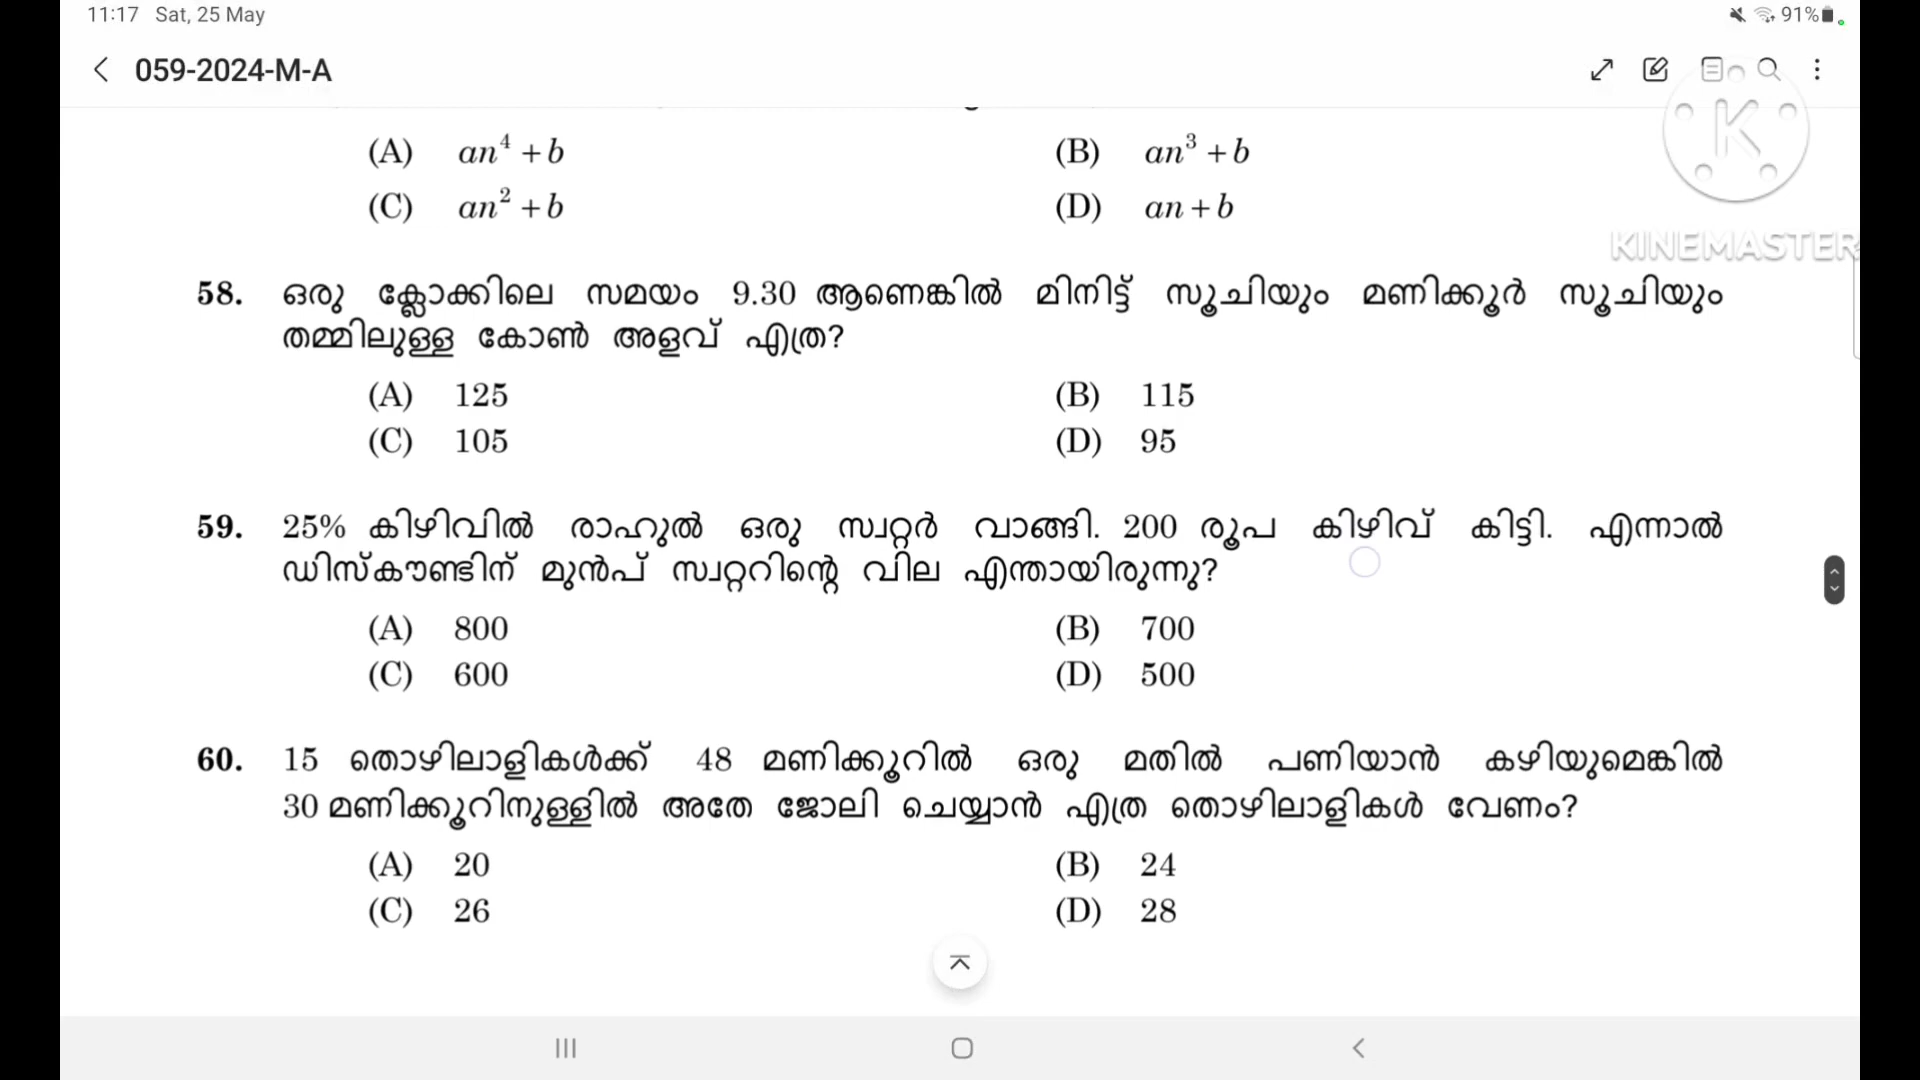 11:17 Sat, 25 May 91%
059-2024-M-A
(A) an⁴ + b (B) an³ + b
(C) an² + b (D) an + b
KINEMASTER
58. ഒരു ക്ലോക്കിലെ സമയം 9.30 ആണെങ്കിൽ മിനിട്ട് സൂചിയും മണിക്കൂർ സൂചിയും
തമ്മിലുള്ള കോൺ അളവ് എത്ര?
(A) 125 (B) 115
(C) 105 (D) 95
59. 25% കിഴിവിൽ രാഹുൽ ഒരു സ്വറ്റർ വാങ്ങി. 200 രൂപ കിഴിവ് കിട്ടി. എന്നാൽ
ഡിസ്കൗണ്ടിന് മുൻപ് സ്വറ്ററിന്റെ വില എന്തായിരുന്നു?
(A) 800 (B) 700
(C) 600 (D) 500
60. 15 തൊഴിലാളികൾക്ക് 48 മണിക്കൂറിൽ ഒരു മതിൽ പണിയാൻ കഴിയുമെങ്കിൽ
30 മണിക്കൂറിനുള്ളിൽ അതേ ജോലി ചെയ്യാൻ എത്ര തൊഴിലാളികൾ വേണം?
(A) 20 (B) 24
(C) 26 (D) 28